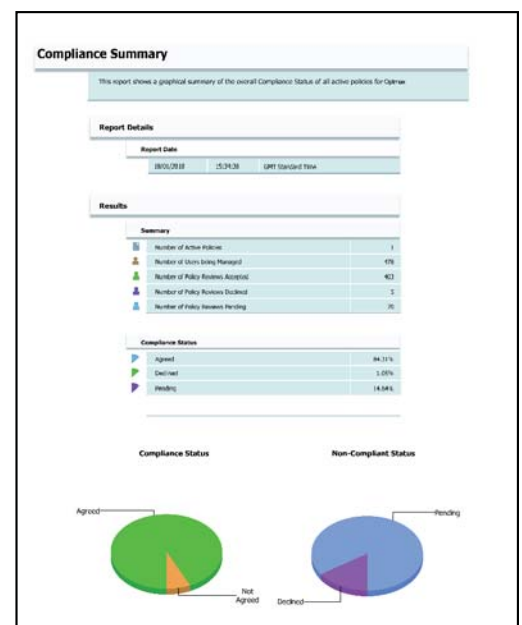 Compliance Summary
This report shows a graphical summary of the overall Compliance Status of all active policies for Optmax
Report Details
Report Date
18/01/2010 15:34:38 GMT Standard Time
Results
Summary
Number of Active Policies 1
Number of Users being Managed 478
Number of Policy Reviews Accepted 403
Number of Policy Reviews Declined 5
Number of Policy Reviews Pending 70
Compliance Status
Agreed 84.31%
Declined 1.05%
Pending 14.64%
Compliance Status Non-Compliant Status
Agreed
Pending
Not
Agreed
Declined